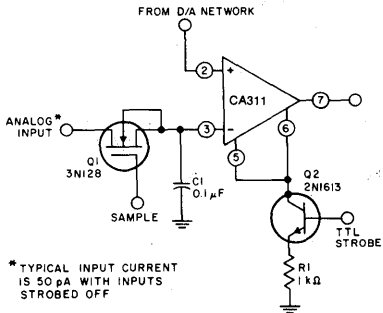 FROM D/A NETWORK
2
+
CA311
7
ANALOG*
INPUT
3
-
6
5
Q1
3N128
C1
0.1 µF
Q2
2N1613
SAMPLE
TTL
STROBE
R1
1 kΩ
* TYPICAL INPUT CURRENT
IS 50 pA WITH INPUTS
STROBED OFF